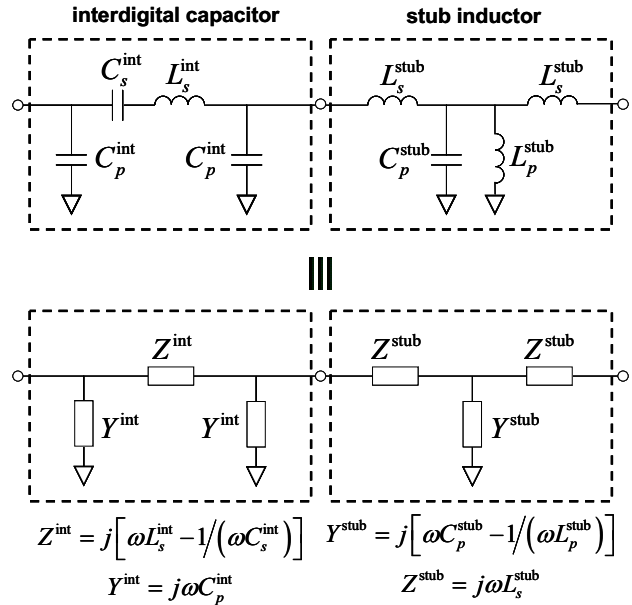 interdigital capacitor stub inductor
C_s^int L_s^int L_s^stub L_s^stub
C_p^int C_p^int C_p^stub L_p^stub
Z^int Z^stub Z^stub
Y^int Y^int Y^stub
Z^int = j[ωL_s^int −1/(ωC_s^int)] Y^stub = j[ωC_p^stub −1/(ωL_p^stub)]
Y^int = jωC_p^int Z^stub = jωL_s^stub